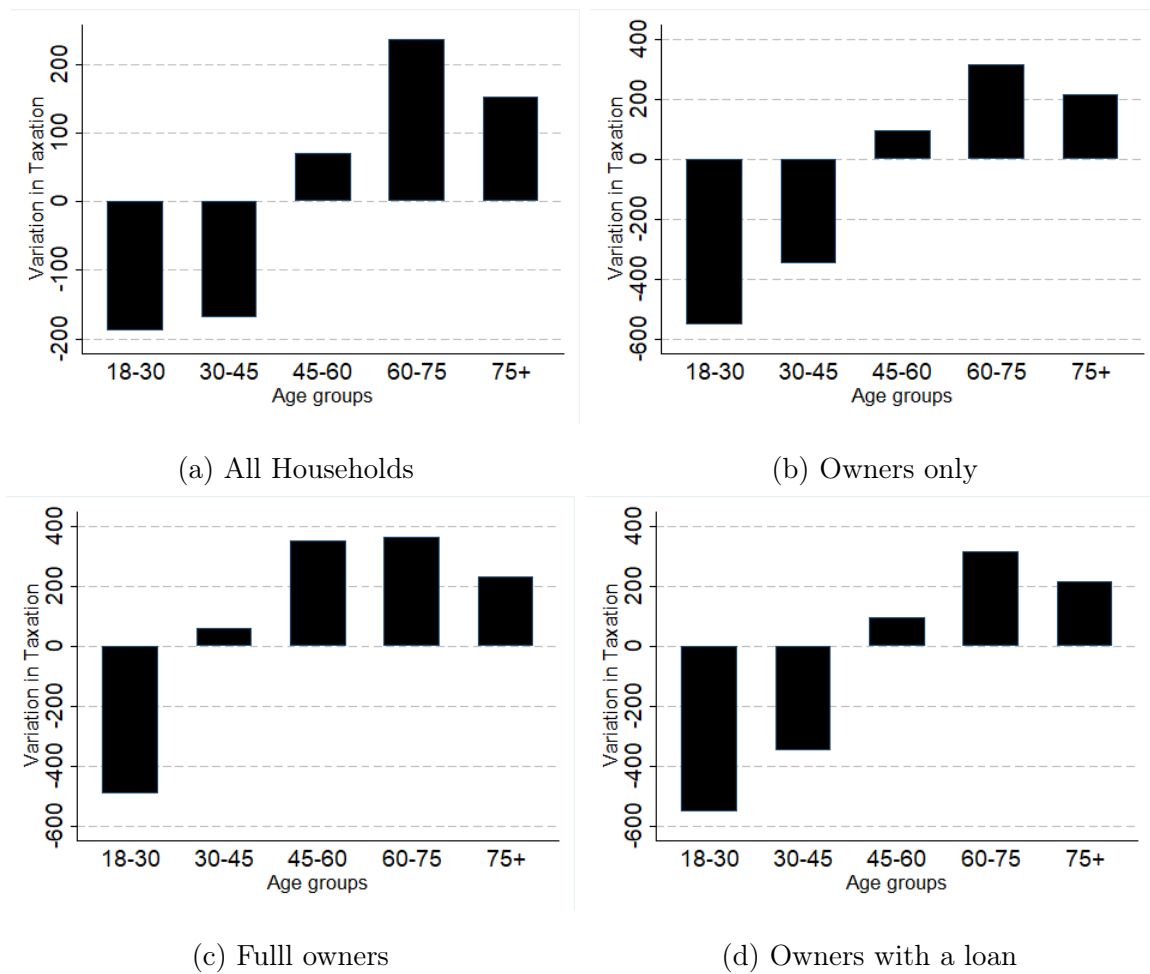 Variation in Taxation
200
100
0
-100
-200
18-30 30-45 45-60 60-75 75+
Age groups
(a) All Households
Variation in Taxation
400
200
0
-200
-400
-600
18-30 30-45 45-60 60-75 75+
Age groups
(b) Owners only
Variation in Taxation
400
200
0
-200
-400
-600
18-30 30-45 45-60 60-75 75+
Age groups
(c) Fulll owners
Variation in Taxation
400
200
0
-200
-400
-600
18-30 30-45 45-60 60-75 75+
Age groups
(d) Owners with a loan